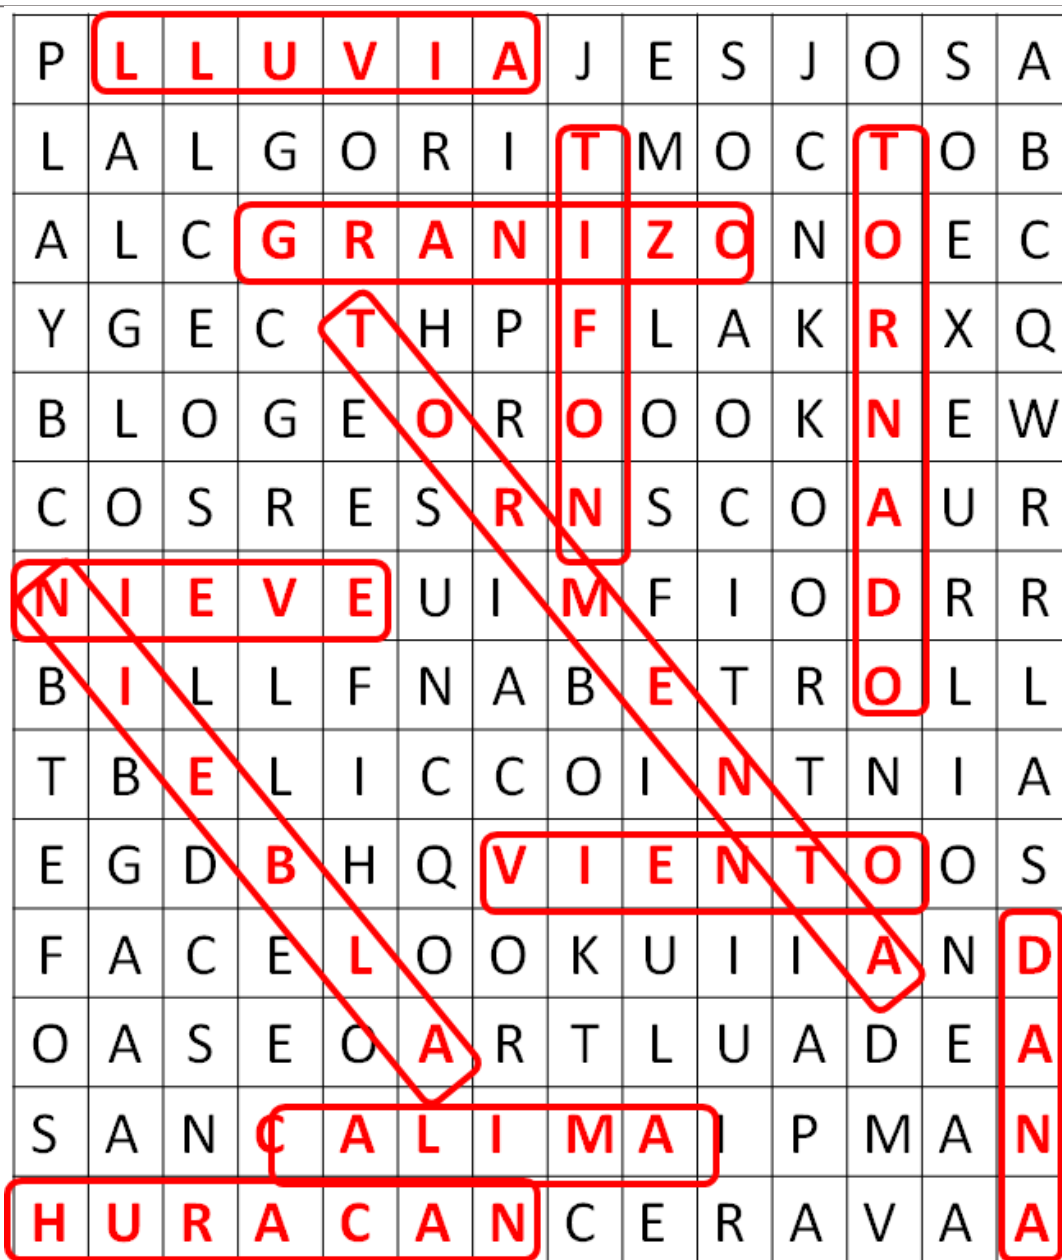 P L L U V I A J E S J O S A
L A L G O R I T M O C T O B
A L C G R A N I Z O N O E C
Y G E C T H P F L A K R X Q
B L O G E O R O O O K N E W
C O S R E S R N S C O A U R
N I E V E U I M F I O D R R
B I L L F N A B E T R O L L
T B E L I C C O I N T N I A
E G D B H Q V I E N T O O S
F A C E L O O K U I I A N D
O A S E O A R T L U A D E A
S A N C A L I M A I P M A N
H U R A C A N C E R A V A A